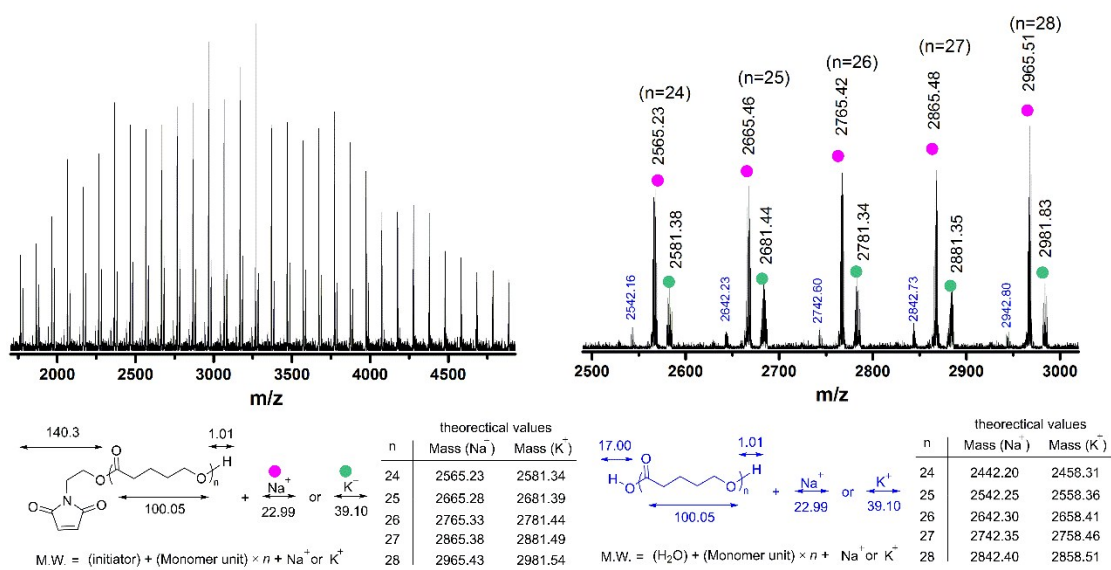 (n=24)
(n=25)
(n=26)
(n=27)
(n=28)
2565.23
2665.46
2765.42
2865.48
2965.51
2581.38
2681.44
2781.34
2881.35
2981.83
2542.16
2642.23
2742.60
2842.73
2942.80
2000 2500 3000 3500 4000 4500
m/z
2500 2600 2700 2800 2900 3000
m/z
140.3
1.01
O
O
O
H
n
N
O
O
100.05
+ Na⁺ or K⁻
22.99 39.10
M.W. = (initiator) + (Monomer unit) × n + Na⁺ or K⁺
theorectical values
n Mass (Na⁻) Mass (K⁺)
24 2565.23 2581.34
25 2665.28 2681.39
26 2765.33 2781.44
27 2865.38 2881.49
28 2965.43 2981.54
17.00
1.01
O
HO
O
H
n
100.05
+ Na⁺ or K⁺
22.99 39.10
M.W. = (H₂O) + (Monomer unit) × n + Na⁺ or K⁺
theorectical values
n Mass (Na⁺) Mass (K⁺)
24 2442.20 2458.31
25 2542.25 2558.36
26 2642.30 2658.41
27 2742.35 2758.46
28 2842.40 2858.51